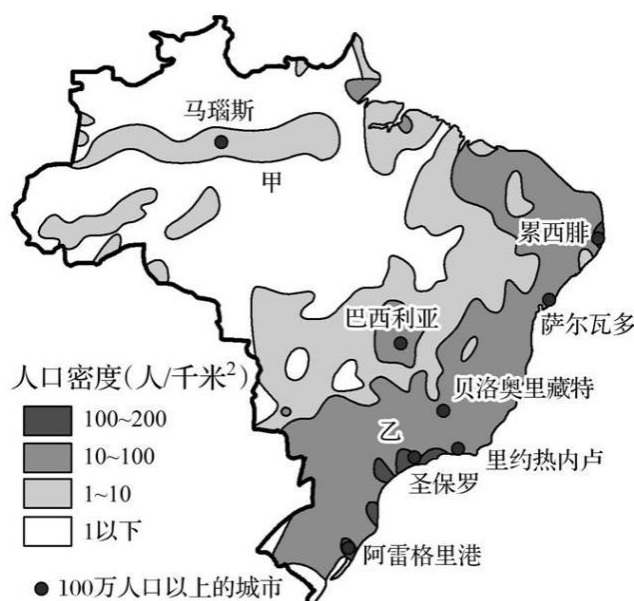 马瑙斯
甲
累西腓
巴西利亚
萨尔瓦多
人口密度(人/千米²)
贝洛奥里藏特
100~200
乙
10~100
里约热内卢
圣保罗
1~10
1以下
阿雷格里港
100万人口以上的城市